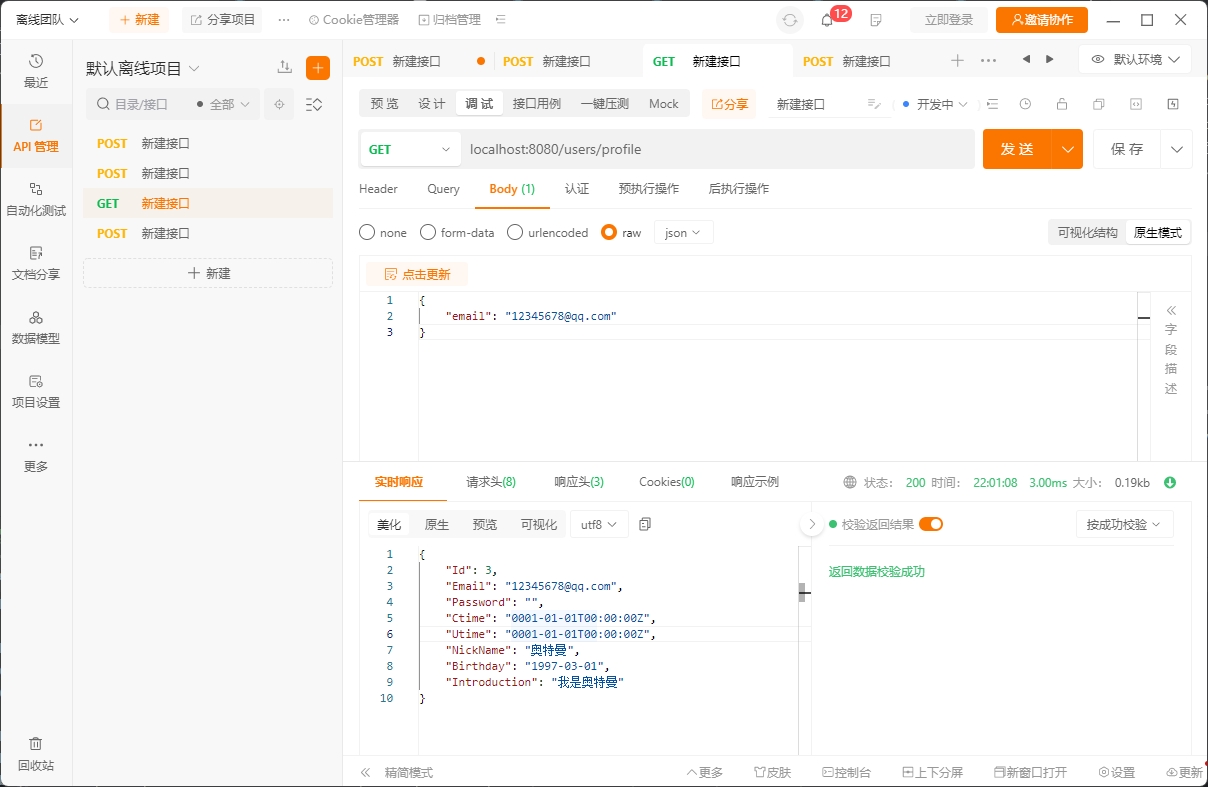 离线团队 + 新建 分享项目 ··· Cookie管理器 归档管理 12 立即登录 邀请协作
最近
API 管理
自动化测试
文档分享
数据模型
项目设置
更多
回收站
默认离线项目
目录/接口 全部
POST 新建接口
POST 新建接口
GET 新建接口
POST 新建接口
+ 新建
POST 新建接口 POST 新建接口 GET 新建接口 POST 新建接口 默认环境
预览 设计 调试 接口用例 一键压测 Mock 分享 新建接口 开发中
GET localhost:8080/users/profile 发送 保存
Header Query Body (1) 认证 预执行操作 后执行操作
none form-data urlencoded raw json 可视化结构 原生模式
点击更新
1 {
2 "email": "12345678@qq.com"
3 }
字段描述
实时响应 请求头(8) 响应头(3) Cookies(0) 响应示例 状态: 200 时间: 22:01:08 3.00ms 大小: 0.19kb
美化 原生 预览 可视化 utf8 校验返回结果 按成功校验
返回数据校验成功
1 {
2 "Id": 3,
3 "Email": "12345678@qq.com",
4 "Password": "",
5 "Ctime": "0001-01-01T00:00:00Z",
6 "Utime": "0001-01-01T00:00:00Z",
7 "NickName": "奥特曼",
8 "Birthday": "1997-03-01",
9 "Introduction": "我是奥特曼"
10 }
精简模式 更多 皮肤 控制台 上下分屏 新窗口打开 设置 更新